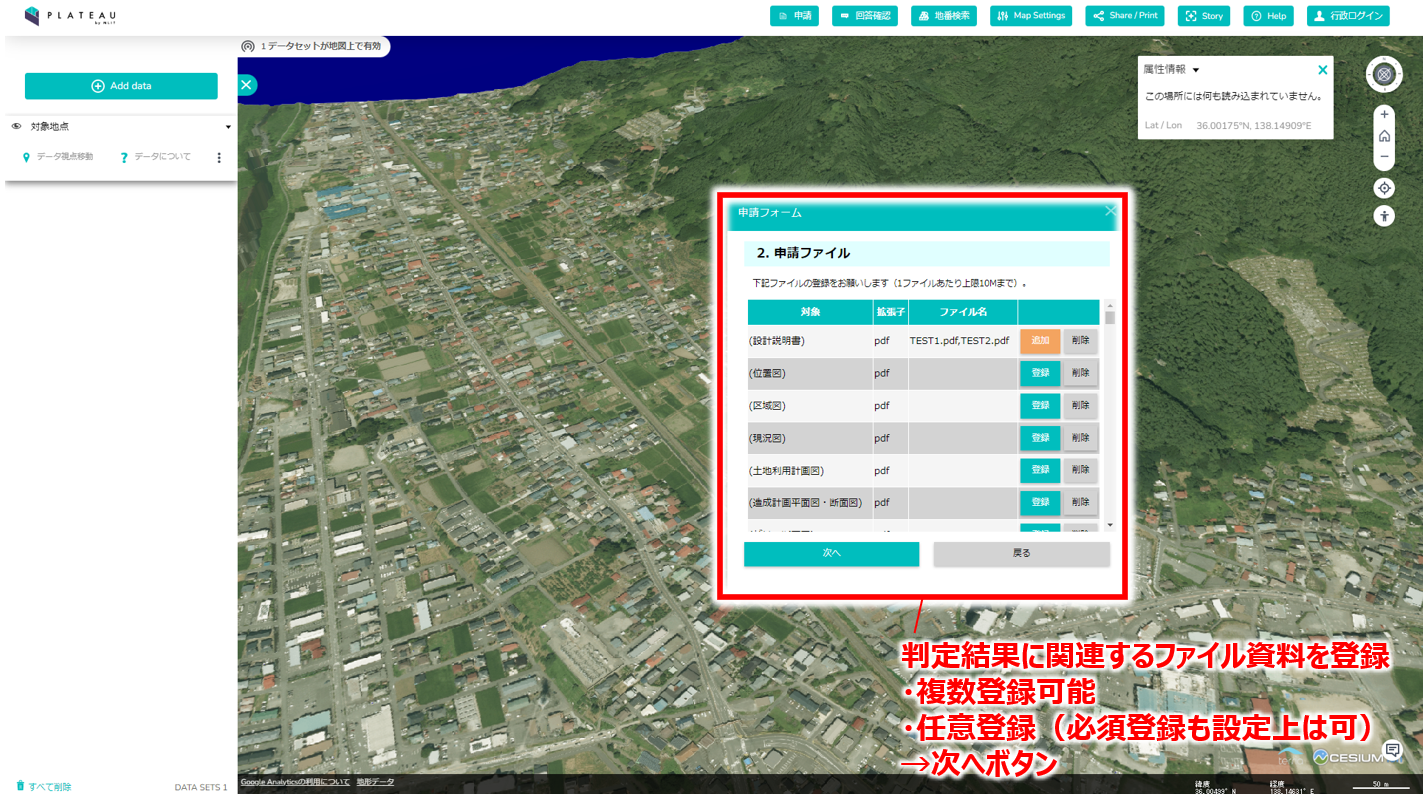 PLATEAU
by MLIT
申請
回答確認
地番検索
Map Settings
Share / Print
Story
Help
行政ログイン
1 データセットが地図上で有効
Add data
対象地点
データ視点移動
データについて
属性情報
この場所には何も読み込まれていません。
Lat / Lon 36.00175°N, 138.14909°E
申請フォーム
2. 申請ファイル
下記ファイルの登録をお願いします（1ファイルあたり上限10Mまで）。
対象 拡張子 ファイル名
(設計説明書) pdf TEST1.pdf,TEST2.pdf 追加 削除
(位置図) pdf 登録 削除
(区域図) pdf 登録 削除
(現況図) pdf 登録 削除
(土地利用計画図) pdf 登録 削除
(造成計画平面図・断面図) pdf 登録 削除
次へ 戻る
判定結果に関連するファイル資料を登録
・複数登録可能
・任意登録（必須登録も設定上は可）
→次へボタン
CESIUM
すべて削除
DATA SETS 1
Google Analyticsの利用について 地形データ
緯度 36.00499° N
経度 138.14631° E
50 m